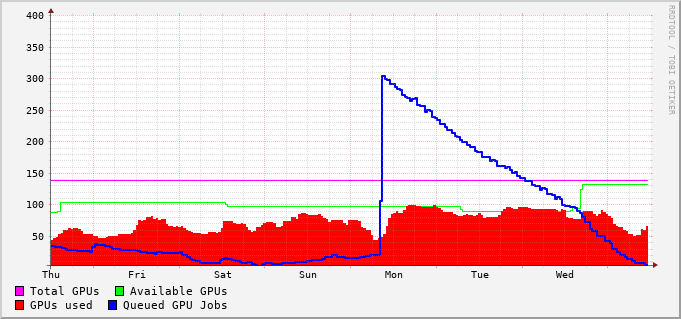 400
350
300
250
200
150
100
50
Thu Fri Sat Sun Mon Tue Wed
Total GPUs Available GPUs
GPUs used Queued GPU Jobs
RRDTOOL / TOBI OETIKER